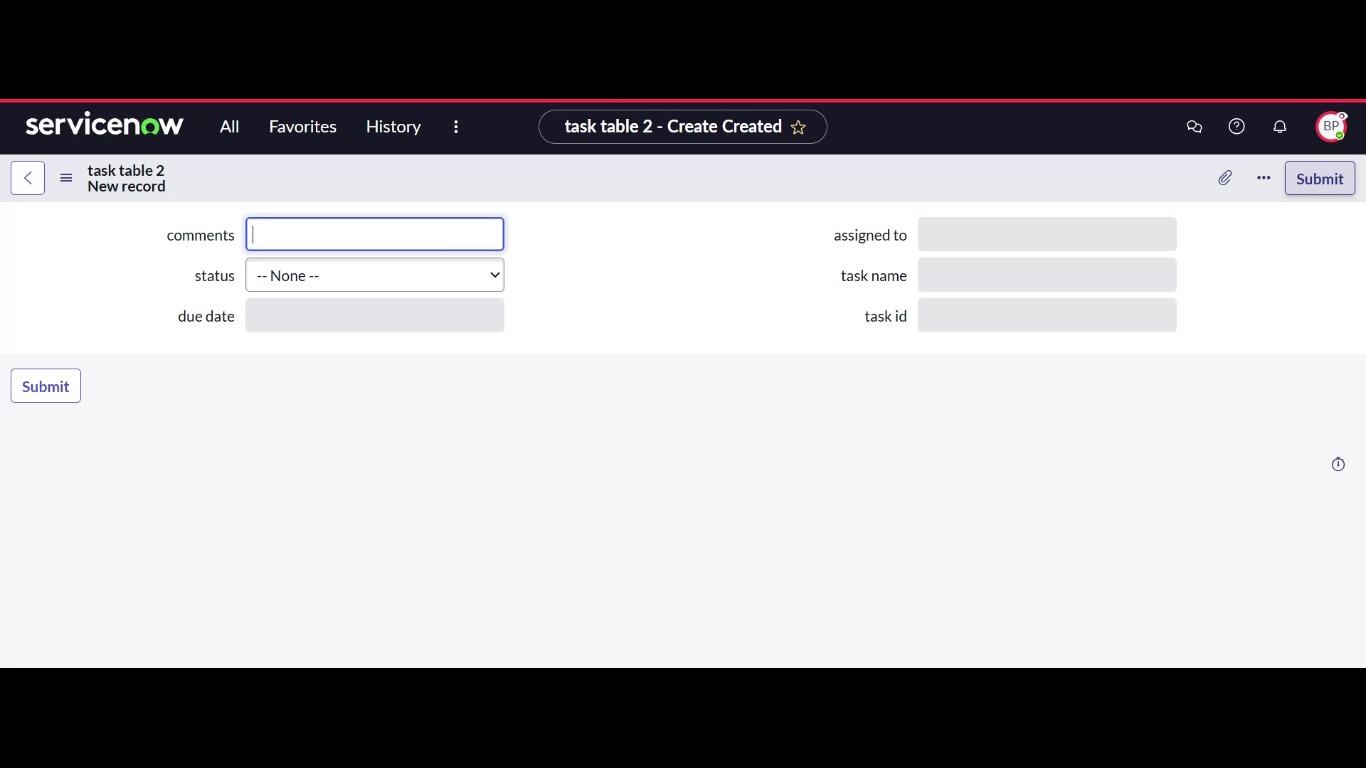 servicenow All Favorites History task table 2 - Create Created BP
task table 2
New record
Submit
comments
assigned to
status -- None --
task name
due date
task id
Submit